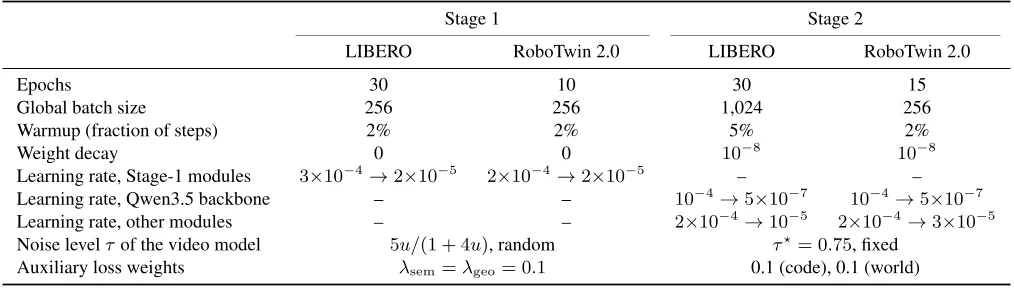 Stage 1 Stage 2
LIBERO RoboTwin 2.0 LIBERO RoboTwin 2.0
Epochs 30 10 30 15
Global batch size 256 256 1,024 256
Warmup (fraction of steps) 2% 2% 5% 2%
Weight decay 0 0 10⁻⁸ 10⁻⁸
Learning rate, Stage-1 modules 3×10⁻⁴ → 2×10⁻⁵ 2×10⁻⁴ → 2×10⁻⁵ – –
Learning rate, Qwen3.5 backbone – – 10⁻⁴ → 5×10⁻⁷ 10⁻⁴ → 5×10⁻⁷
Learning rate, other modules – – 2×10⁻⁴ → 10⁻⁵ 2×10⁻⁴ → 3×10⁻⁵
Noise level τ of the video model 5u/(1 + 4u), random τ⋆ = 0.75, fixed
Auxiliary loss weights λsem = λgeo = 0.1 0.1 (code), 0.1 (world)